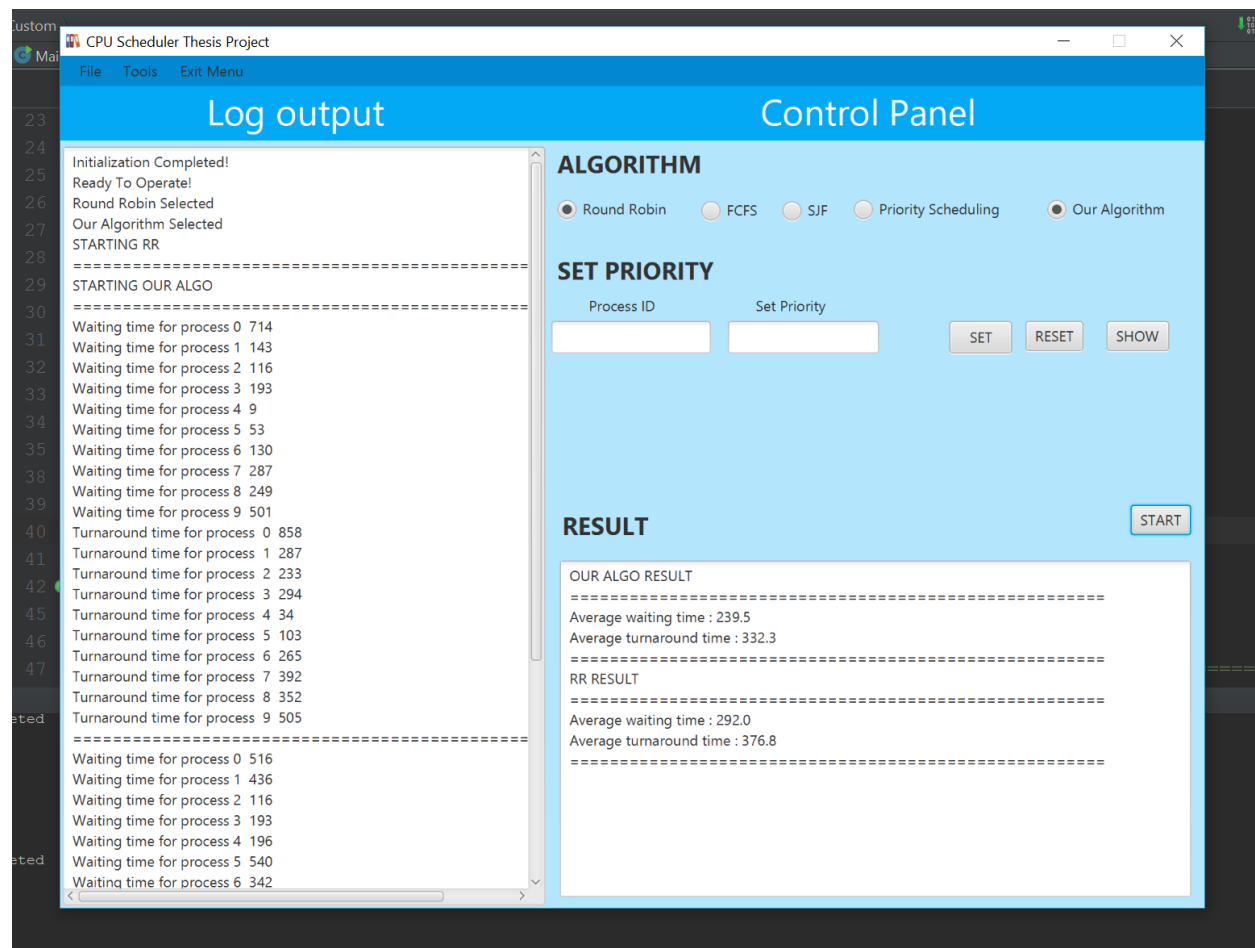 Custom
CPU Scheduler Thesis Project
File Tools Exit Menu
Log output
Control Panel
Initialization Completed!
Ready To Operate!
Round Robin Selected
Our Algorithm Selected
STARTING RR
==============================================
STARTING OUR ALGO
==============================================
Waiting time for process 0 714
Waiting time for process 1 143
Waiting time for process 2 116
Waiting time for process 3 193
Waiting time for process 4 9
Waiting time for process 5 53
Waiting time for process 6 130
Waiting time for process 7 287
Waiting time for process 8 249
Waiting time for process 9 501
Turnaround time for process 0 858
Turnaround time for process 1 287
Turnaround time for process 2 233
Turnaround time for process 3 294
Turnaround time for process 4 34
Turnaround time for process 5 103
Turnaround time for process 6 265
Turnaround time for process 7 392
Turnaround time for process 8 352
Turnaround time for process 9 505
==============================================
Waiting time for process 0 516
Waiting time for process 1 436
Waiting time for process 2 116
Waiting time for process 3 193
Waiting time for process 4 196
Waiting time for process 5 540
Waiting time for process 6 342
ALGORITHM
Round Robin FCFS SJF Priority Scheduling Our Algorithm
SET PRIORITY
Process ID Set Priority
SET RESET SHOW
START
RESULT
OUR ALGO RESULT
======================================================
Average waiting time : 239.5
Average turnaround time : 332.3
======================================================
RR RESULT
======================================================
Average waiting time : 292.0
Average turnaround time : 376.8
======================================================
23
24
25
26
27
28
29
30
31
32
33
34
35
38
39
40
41
42
45
46
47